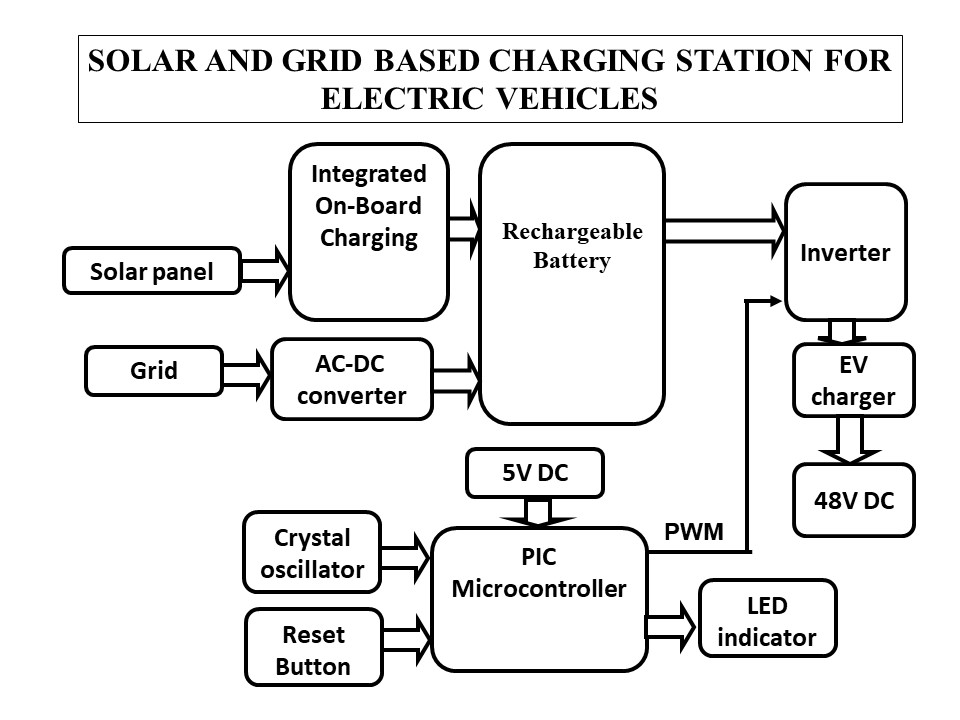 SOLAR AND GRID BASED CHARGING STATION FOR
ELECTRIC VEHICLES
Integrated
On-Board
Charging
Rechargeable
Battery
Inverter
Solar panel
Grid
AC-DC
converter
EV
charger
48V DC
5V DC
Crystal
oscillator
PIC
Microcontroller
PWM
Reset
Button
LED
indicator